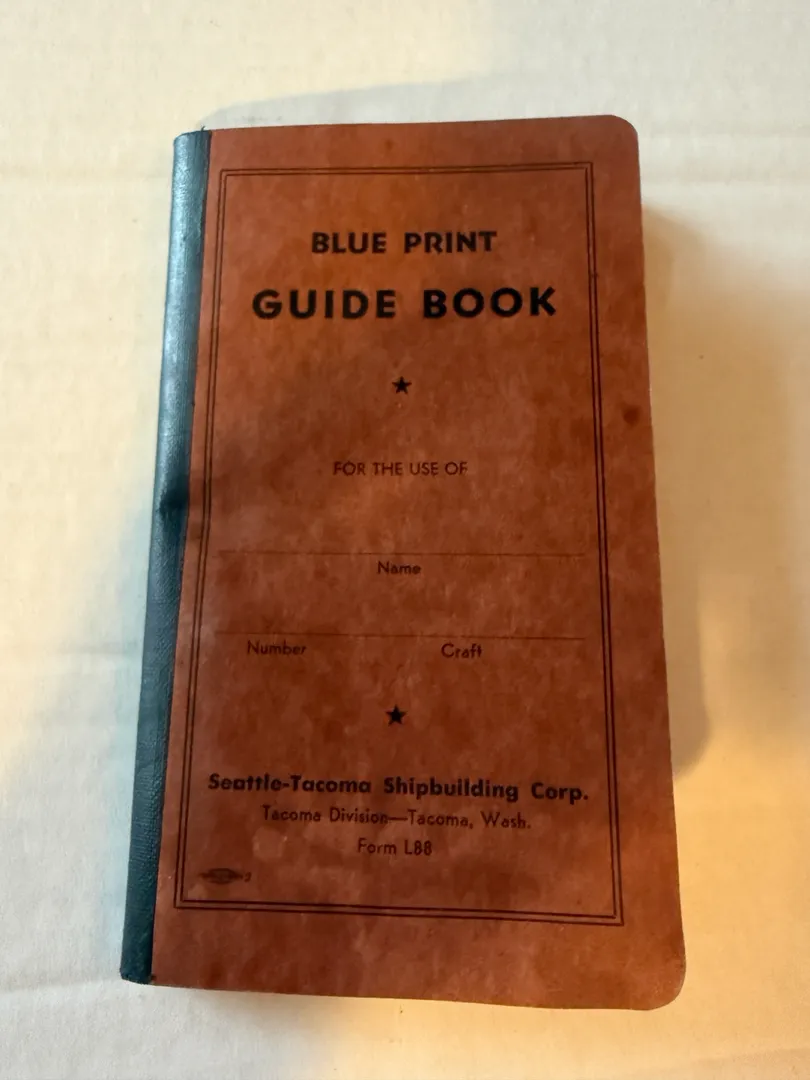 BLUE PRINT
GUIDE BOOK
FOR THE USE OF
Name
Number Craft
Seattle-Tacoma Shipbuilding Corp.
Tacoma Division—Tacoma, Wash.
Form L88
2